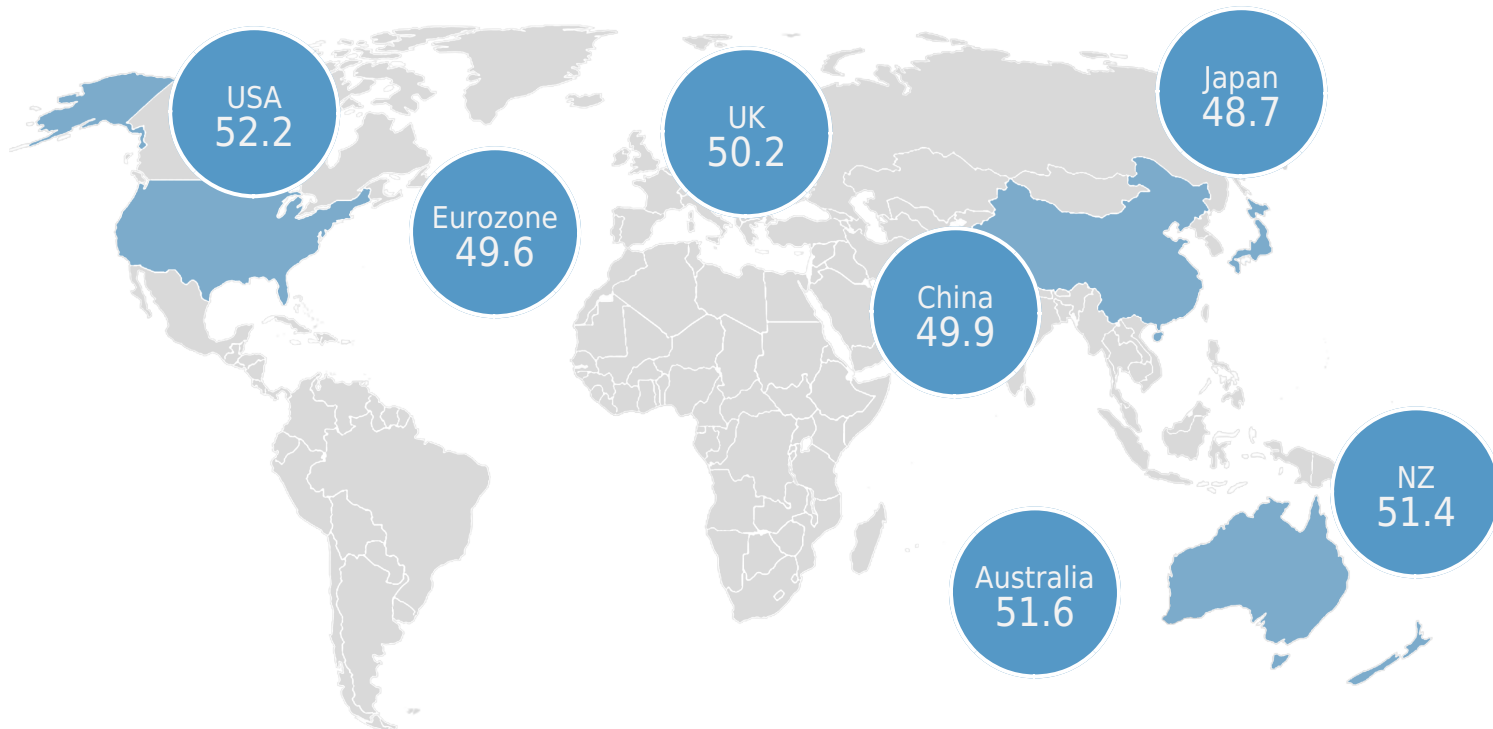 USA
52.2
Eurozone
49.6
UK
50.2
Japan
48.7
China
49.9
Australia
51.6
NZ
51.4